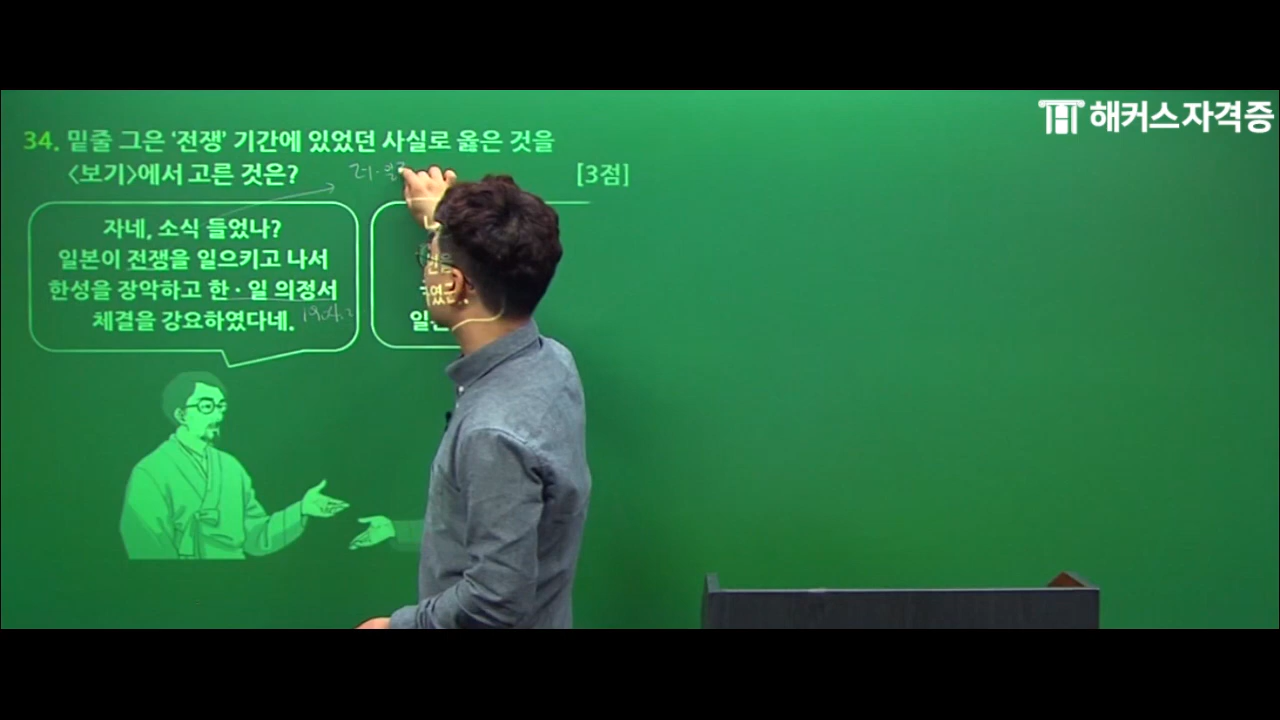 해커스자격증
34. 밑줄 그은 ‘전쟁’ 기간에 있었던 사실로 옳은 것을
〈보기〉에서 고른 것은? [3점]
자네, 소식 들었나?
일본이 전쟁을 일으키고 나서
한성을 장악하고 한·일 의정서
체결을 강요하였다네.
1904.2